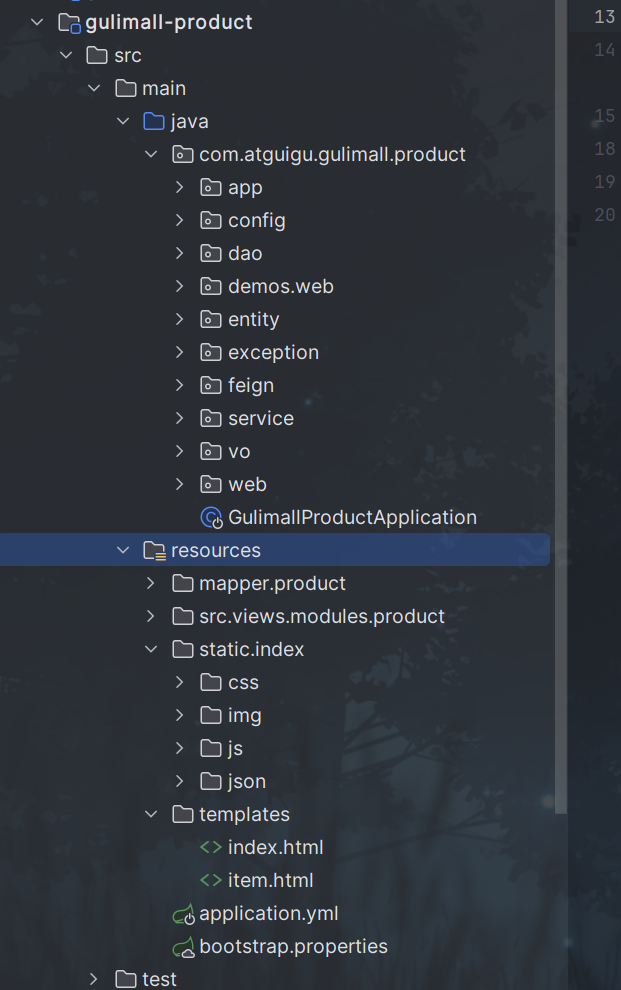 gulimall-product
13
src
14
main
java
15
com.atguigu.gulimall.product
18
app
19
config
20
dao
demos.web
entity
exception
feign
service
vo
web
GulimallProductApplication
resources
mapper.product
src.views.modules.product
static.index
css
img
js
json
templates
index.html
item.html
application.yml
bootstrap.properties
test